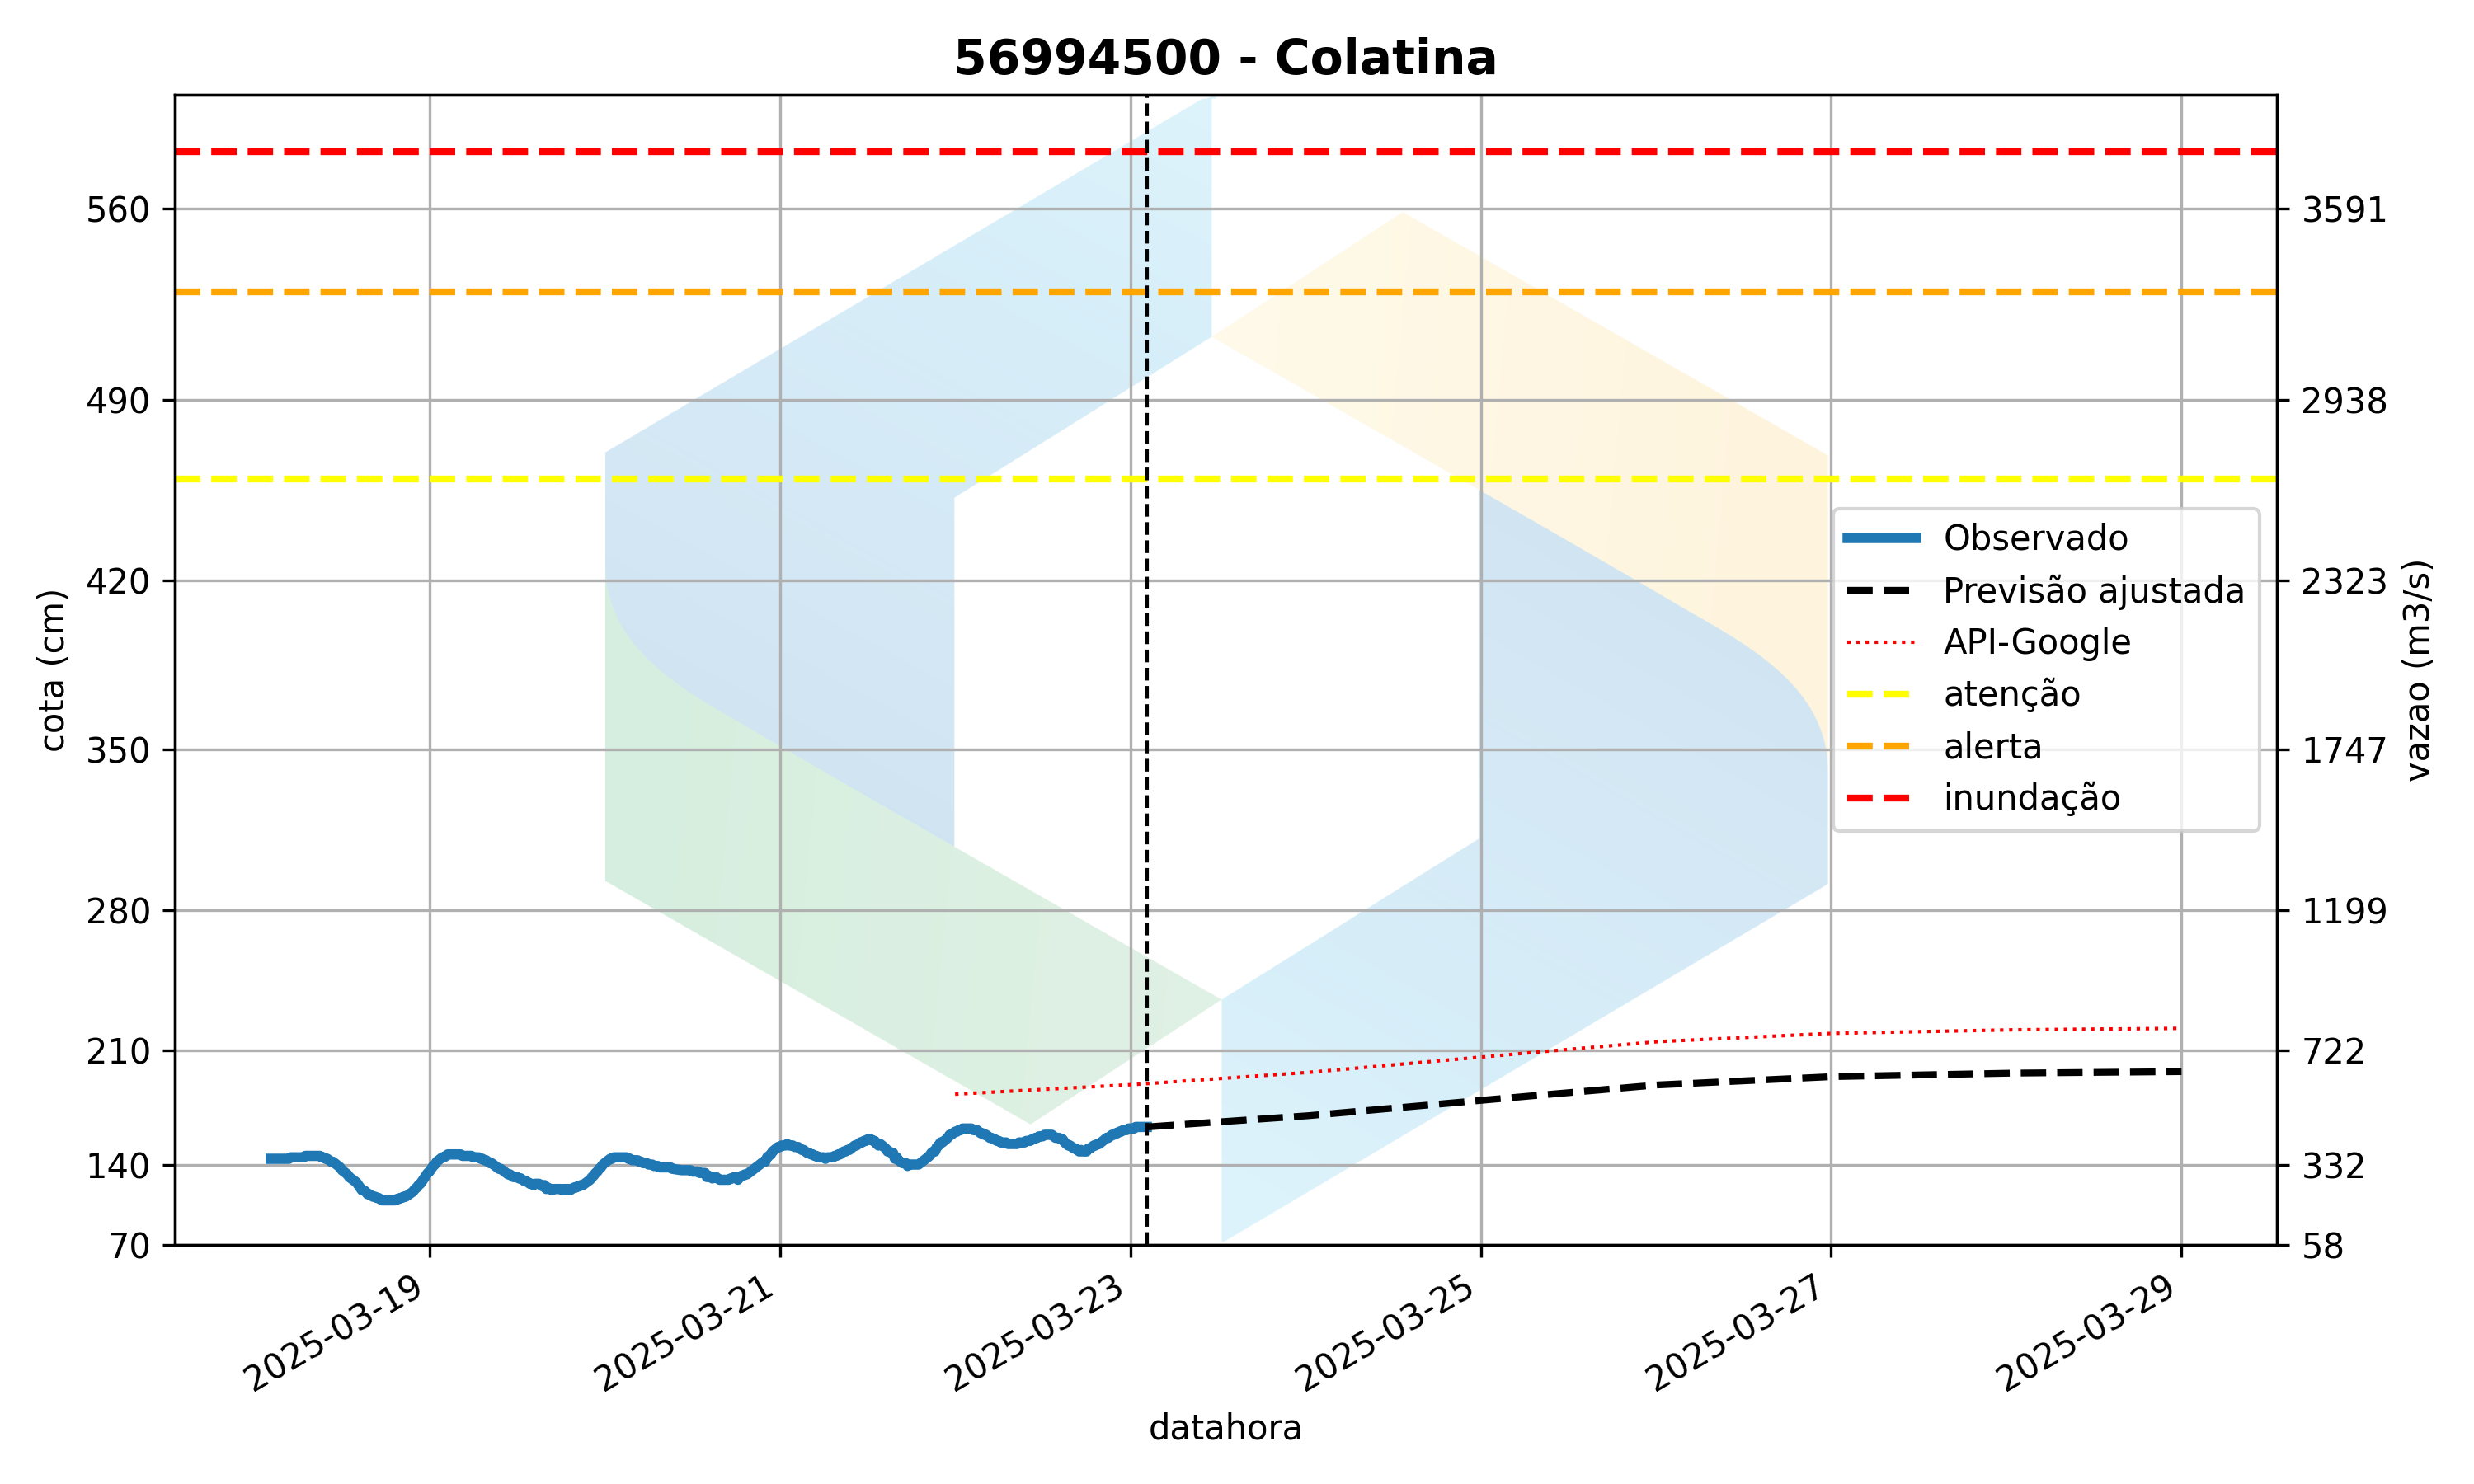 56994500 - Colatina
560
490
420
350
280
210
140
70
cota (cm)
3591
2938
2323
1747
1199
722
332
58
vazao (m3/s)
Observado
Previsão ajustada
API-Google
atenção
alerta
inundação
2025-03-19
2025-03-21
2025-03-23
2025-03-25
2025-03-27
2025-03-29
datahora